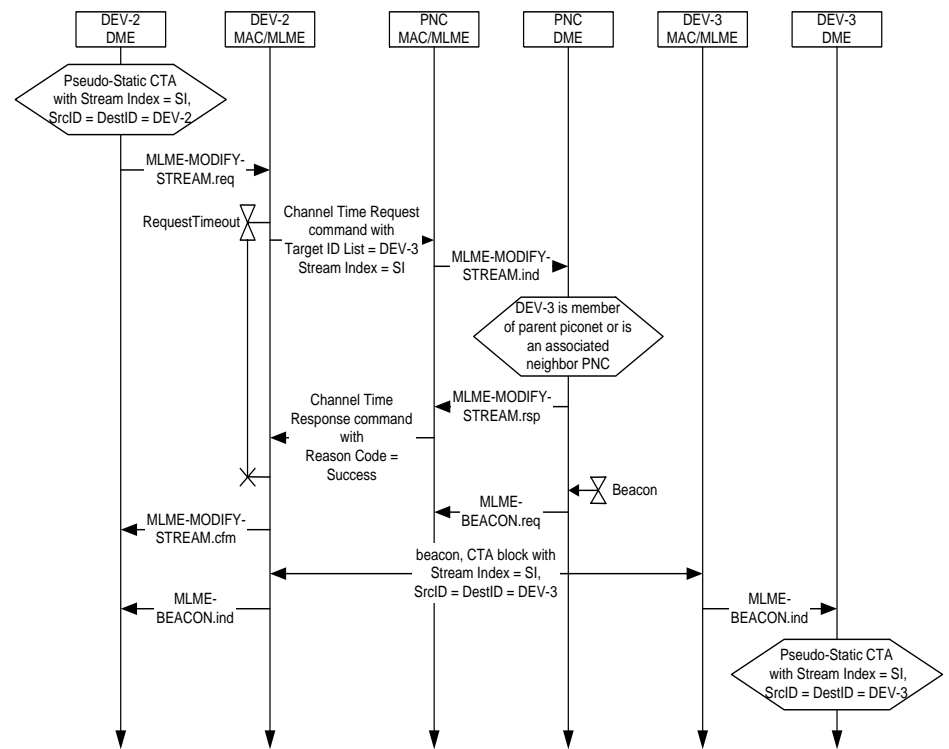 DEV-2
DME
DEV-2
MAC/MLME
PNC
MAC/MLME
PNC
DME
DEV-3
MAC/MLME
DEV-3
DME
Pseudo-Static CTA
with Stream Index = SI,
SrcID = DestID = DEV-2
MLME-MODIFY-
STREAM.req
RequestTimeout
Channel Time Request
command with
Target ID List = DEV-3
Stream Index = SI
MLME-MODIFY-
STREAM.ind
DEV-3 is member
of parent piconet or is
an associated
neighbor PNC
MLME-MODIFY-
STREAM.rsp
Channel Time
Response command
with
Reason Code =
Success
Beacon
MLME-
BEACON.req
MLME-MODIFY-
STREAM.cfm
beacon, CTA block with
Stream Index = SI,
SrcID = DestID = DEV-3
MLME-
BEACON.ind
MLME-
BEACON.ind
Pseudo-Static CTA
with Stream Index = SI,
SrcID = DestID = DEV-3